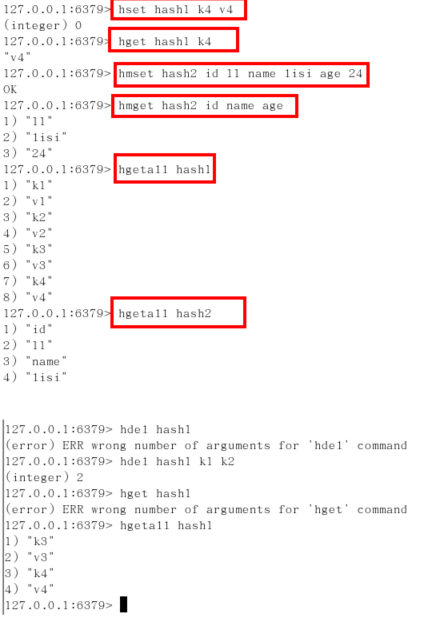 127.0.0.1:6379> hset hash1 k4 v4
(integer) 0
127.0.0.1:6379> hget hash1 k4
"v4"
127.0.0.1:6379> hmset hash2 id 11 name lisi age 24
OK
127.0.0.1:6379> hmget hash2 id name age
1) "11"
2) "lisi"
3) "24"
127.0.0.1:6379> hgetall hash1
1) "k1"
2) "v1"
3) "k2"
4) "v2"
5) "k3"
6) "v3"
7) "k4"
8) "v4"
127.0.0.1:6379> hgetall hash2
1) "id"
2) "11"
3) "name"
4) "lisi"
127.0.0.1:6379> hdel hash1
(error) ERR wrong number of arguments for 'hdel' command
127.0.0.1:6379> hdel hash1 k1 k2
(integer) 2
127.0.0.1:6379> hget hash1
(error) ERR wrong number of arguments for 'hget' command
127.0.0.1:6379> hgetall hash1
1) "k3"
2) "v3"
3) "k4"
4) "v4"
127.0.0.1:6379>